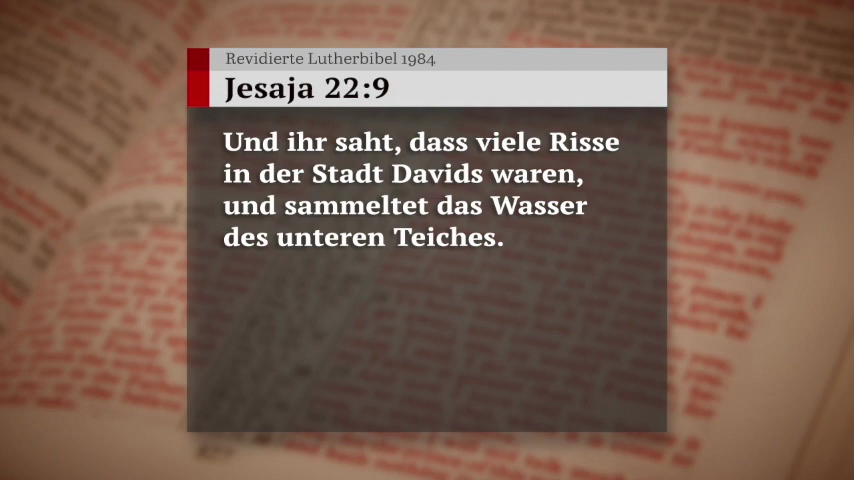 Revidierte Lutherbibel 1984
Jesaja 22:9
Und ihr saht, dass viele Risse
in der Stadt Davids waren,
und sammeltet das Wasser
des unteren Teiches.